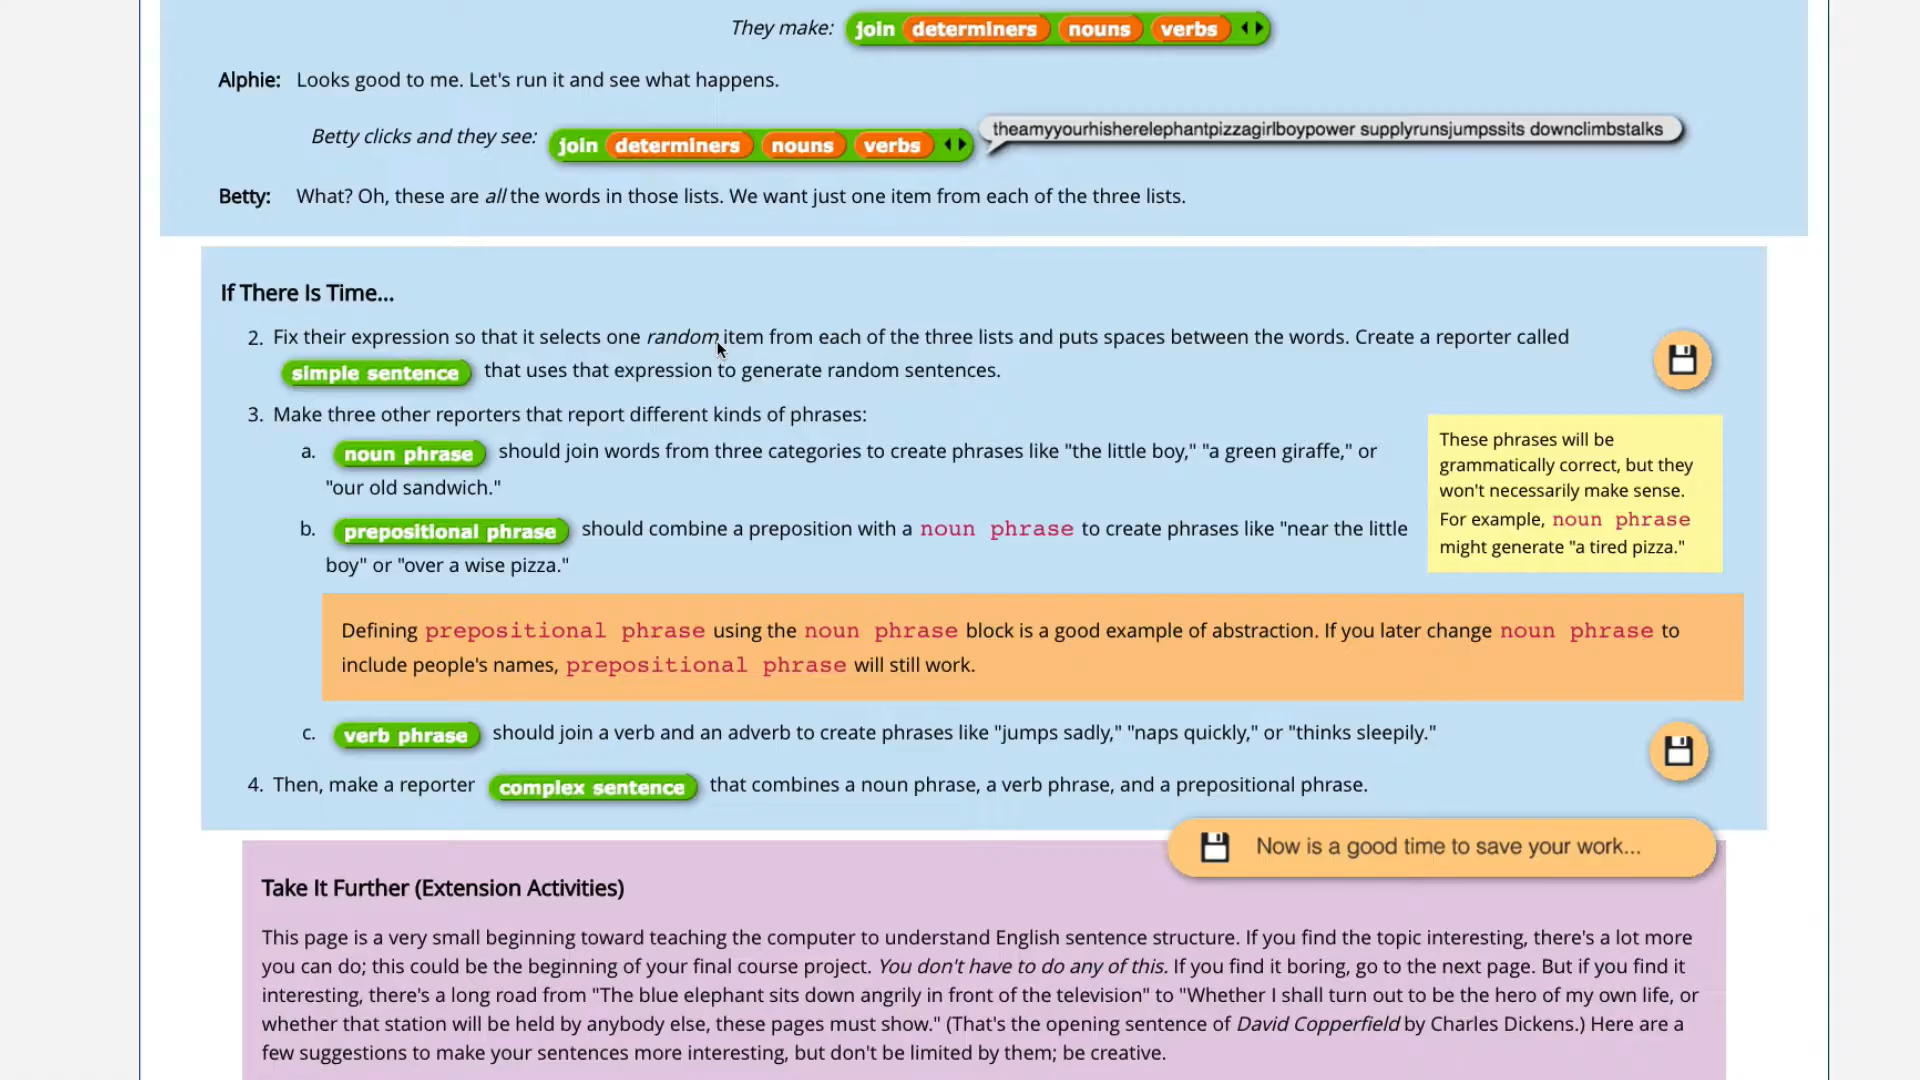 They make: join determiners nouns verbs
Alphie: Looks good to me. Let's run it and see what happens.
Betty clicks and they see: join determiners nouns verbs theamyyourhisherelephantpizzagirlboypower supplyrunsjumpssits downclimbstalks
Betty: What? Oh, these are all the words in those lists. We want just one item from each of the three lists.
If There Is Time...
2. Fix their expression so that it selects one random item from each of the three lists and puts spaces between the words. Create a reporter called
simple sentence that uses that expression to generate random sentences.
3. Make three other reporters that report different kinds of phrases:
a. noun phrase should join words from three categories to create phrases like "the little boy," "a green giraffe," or
"our old sandwich."
These phrases will be
grammatically correct, but they
won't necessarily make sense.
For example, noun phrase
might generate "a tired pizza."
b. prepositional phrase should combine a preposition with a noun phrase to create phrases like "near the little
boy" or "over a wise pizza."
Defining prepositional phrase using the noun phrase block is a good example of abstraction. If you later change noun phrase to
include people's names, prepositional phrase will still work.
c. verb phrase should join a verb and an adverb to create phrases like "jumps sadly," "naps quickly," or "thinks sleepily."
4. Then, make a reporter complex sentence that combines a noun phrase, a verb phrase, and a prepositional phrase.
Now is a good time to save your work...
Take It Further (Extension Activities)
This page is a very small beginning toward teaching the computer to understand English sentence structure. If you find the topic interesting, there's a lot more
you can do; this could be the beginning of your final course project. You don't have to do any of this. If you find it boring, go to the next page. But if you find it
interesting, there's a long road from "The blue elephant sits down angrily in front of the television" to "Whether I shall turn out to be the hero of my own life, or
whether that station will be held by anybody else, these pages must show." (That's the opening sentence of David Copperfield by Charles Dickens.) Here are a
few suggestions to make your sentences more interesting, but don't be limited by them; be creative.